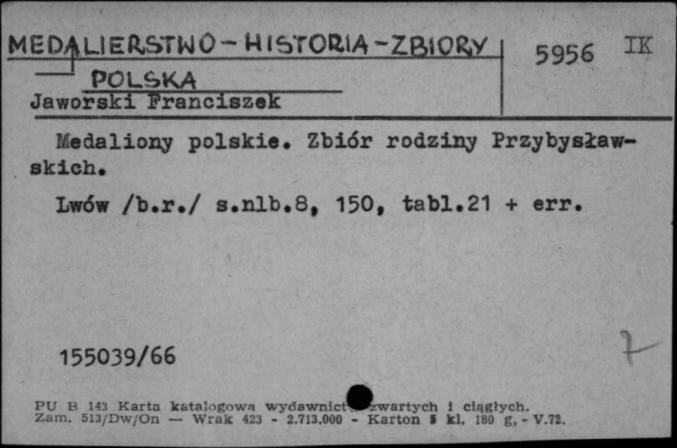 MEDALIERSTWO - HISTORIA - ZBIORY
5956 IK
POLSKA
Jaworski Franciszek
Medaliony polskie. Zbiór rodziny Przybysław-
skich.
Lwów /b.r./ s.nlb.8, 150, tabl.21 + err.
155039/66
PU B 143 Karta katalogowa wydawnict zwartych i ciągłych.
Zam. 513/Dw/On — Wrak 423 - 2.713.000 - Karton 5 kl. 180 g, - V.72.